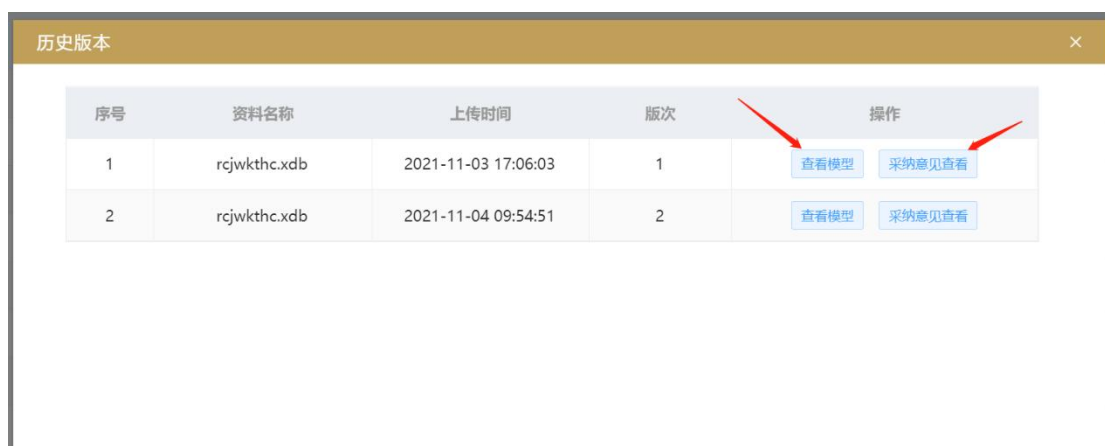 历史版本 ×
序号 资料名称 上传时间 版次 操作
1 rcjwkthc.xdb 2021-11-03 17:06:03 1 查看模型 采纳意见查看
2 rcjwkthc.xdb 2021-11-04 09:54:51 2 查看模型 采纳意见查看